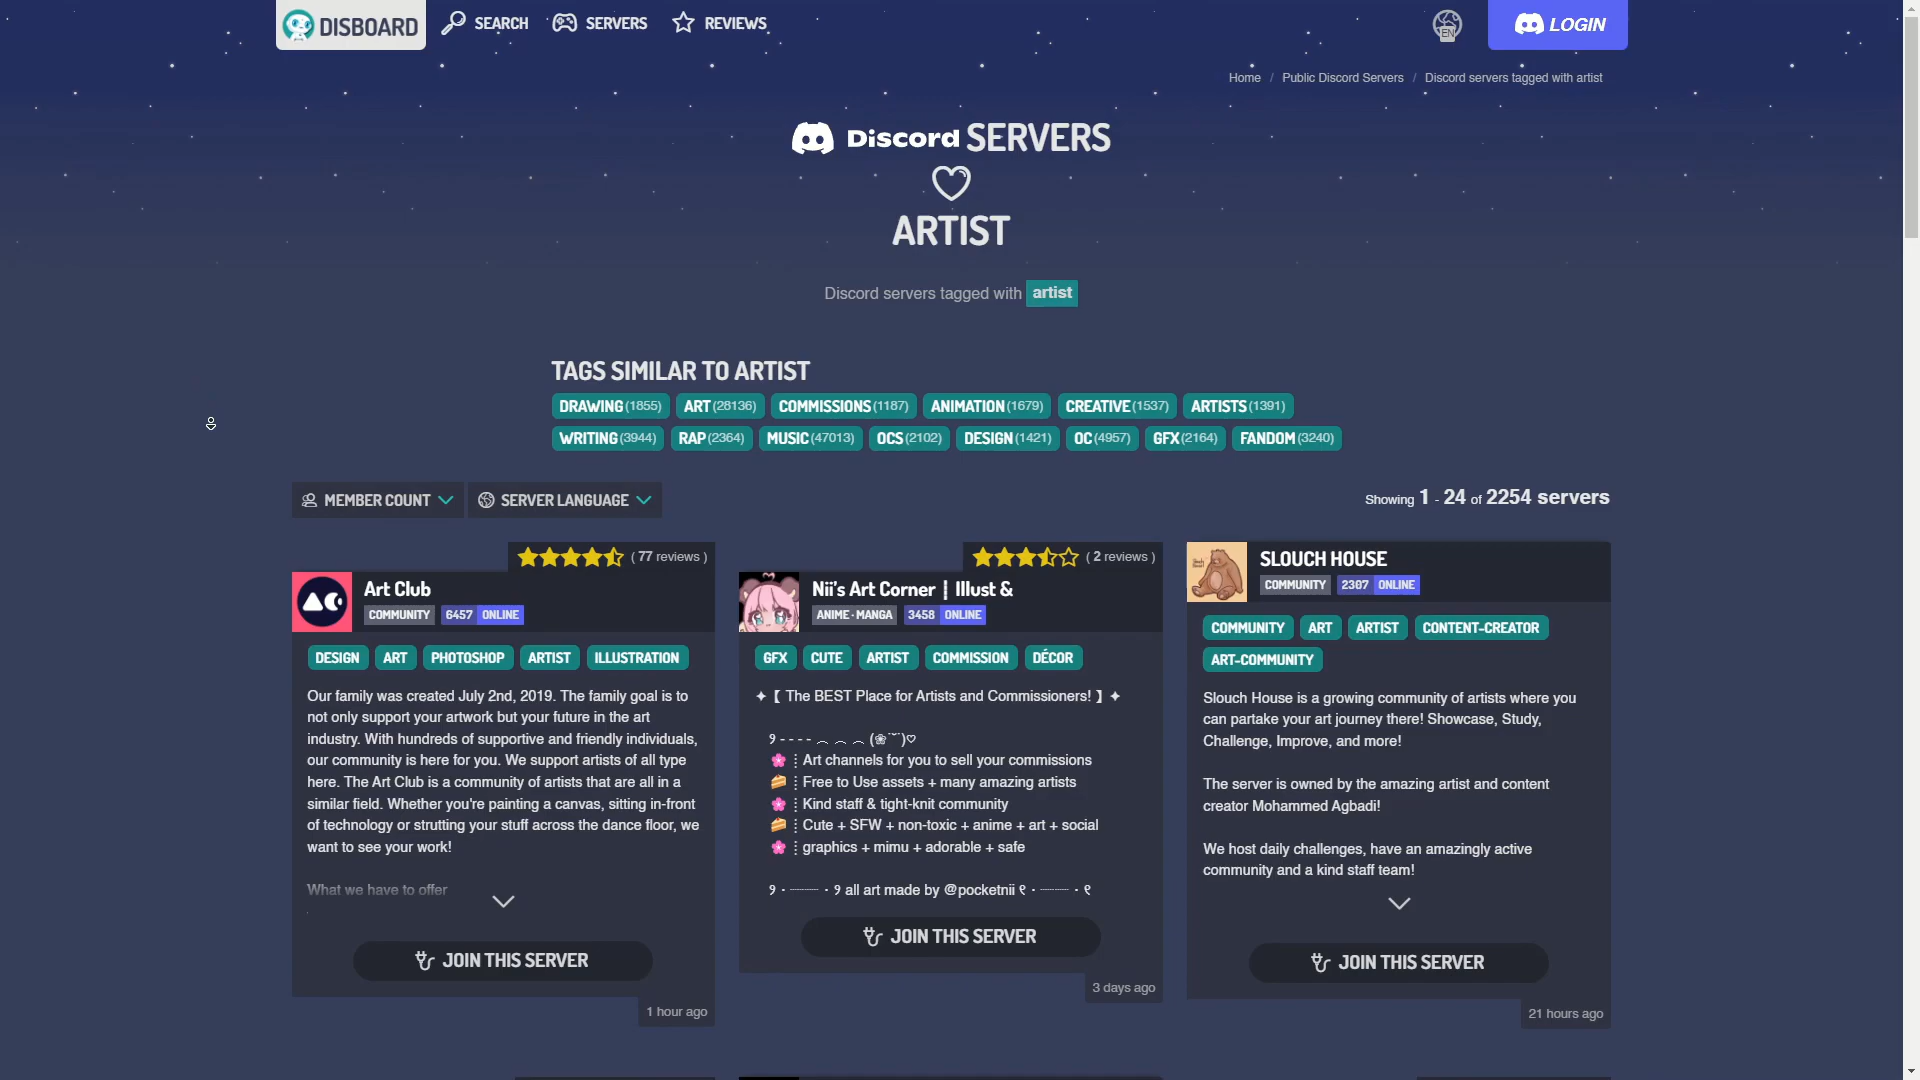 DISBOARD SEARCH SERVERS REVIEWS EN LOGIN
Home / Public Discord Servers / Discord servers tagged with artist
Discord SERVERS
ARTIST
Discord servers tagged with artist
TAGS SIMILAR TO ARTIST
DRAWING(1855) ART(28136) COMMISSIONS(1187) ANIMATION(1679) CREATIVE(1537) ARTISTS(1391)
WRITING(3944) RAP(2364) MUSIC(47013) OCS(2102) DESIGN(1421) OC(4957) GFX(2164) FANDOM(3240)
MEMBER COUNT SERVER LANGUAGE Showing 1 - 24 of 2254 servers
( 77 reviews )
Art Club
COMMUNITY 6457 ONLINE
DESIGN ART PHOTOSHOP ARTIST ILLUSTRATION
Our family was created July 2nd, 2019. The family goal is to
not only support your artwork but your future in the art
industry. With hundreds of supportive and friendly individuals,
our community is here for you. We support artists of all type
here. The Art Club is a community of artists that are all in a
similar field. Whether you're painting a canvas, sitting in-front
of technology or strutting your stuff across the dance floor, we
want to see your work!
What we have to offer
JOIN THIS SERVER
1 hour ago
( 2 reviews )
Nii's Art Corner ┆ Illust &
ANIME · MANGA 3458 ONLINE
GFX CUTE ARTIST COMMISSION DÉCOR
✦【 The BEST Place for Artists and Commissioners! 】✦
୨ - - - - ︵ ︵ ︵ (❀˘˘)♡
🌸 ┊Art channels for you to sell your commissions
🍰 ┊Free to Use assets + many amazing artists
🌸 ┊Kind staff & tight-knit community
🍰 ┊Cute + SFW + non-toxic + anime + art + social
🌸 ┊graphics + mimu + adorable + safe
୨ · ┈┈ · ୨ all art made by @pocketnii ୧ · ┈┈ · ୧
JOIN THIS SERVER
3 days ago
SLOUCH HOUSE
COMMUNITY 2307 ONLINE
COMMUNITY ART ARTIST CONTENT-CREATOR
ART-COMMUNITY
Slouch House is a growing community of artists where you
can partake your art journey there! Showcase, Study,
Challenge, Improve, and more!
The server is owned by the amazing artist and content
creator Mohammed Agbadi!
We host daily challenges, have an amazingly active
community and a kind staff team!
JOIN THIS SERVER
21 hours ago